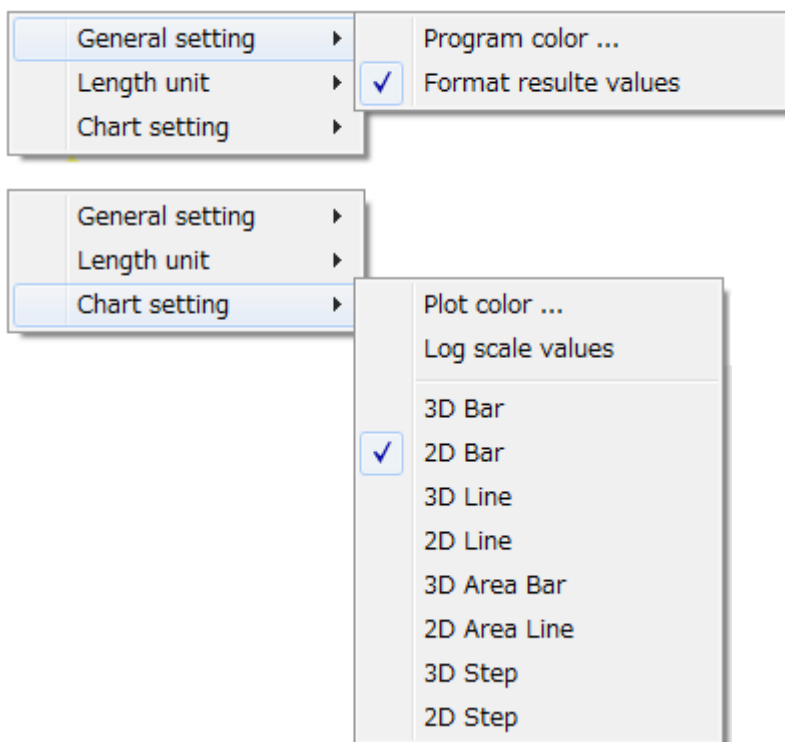 General setting
Length unit
Chart setting
Program color ...
Format resulte values
General setting
Length unit
Chart setting
Plot color ...
Log scale values
3D Bar
2D Bar
3D Line
2D Line
3D Area Bar
2D Area Line
3D Step
2D Step